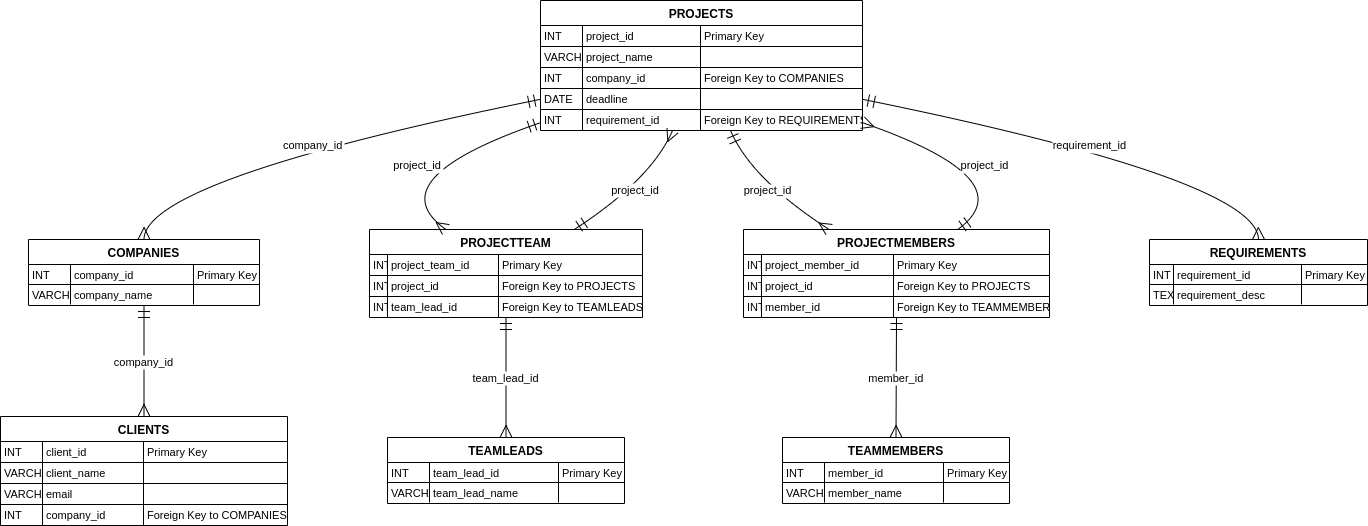 PROJECTS
INT project_id Primary Key
VARCH project_name
INT company_id Foreign Key to COMPANIES
DATE deadline
INT requirement_id Foreign Key to REQUIREMENTS
company_id
project_id
project_id
project_id
project_id
requirement_id
COMPANIES
INT company_id Primary Key
VARCH company_name
PROJECTTEAM
INT project_team_id Primary Key
INT project_id Foreign Key to PROJECTS
INT team_lead_id Foreign Key to TEAMLEADS
PROJECTMEMBERS
INT project_member_id Primary Key
INT project_id Foreign Key to PROJECTS
INT member_id Foreign Key to TEAMMEMBER
REQUIREMENTS
INT requirement_id Primary Key
TEX requirement_desc
company_id
team_lead_id
member_id
CLIENTS
INT client_id Primary Key
VARCH client_name
VARCH email
INT company_id Foreign Key to COMPANIES
TEAMLEADS
INT team_lead_id Primary Key
VARCH team_lead_name
TEAMMEMBERS
INT member_id Primary Key
VARCH member_name